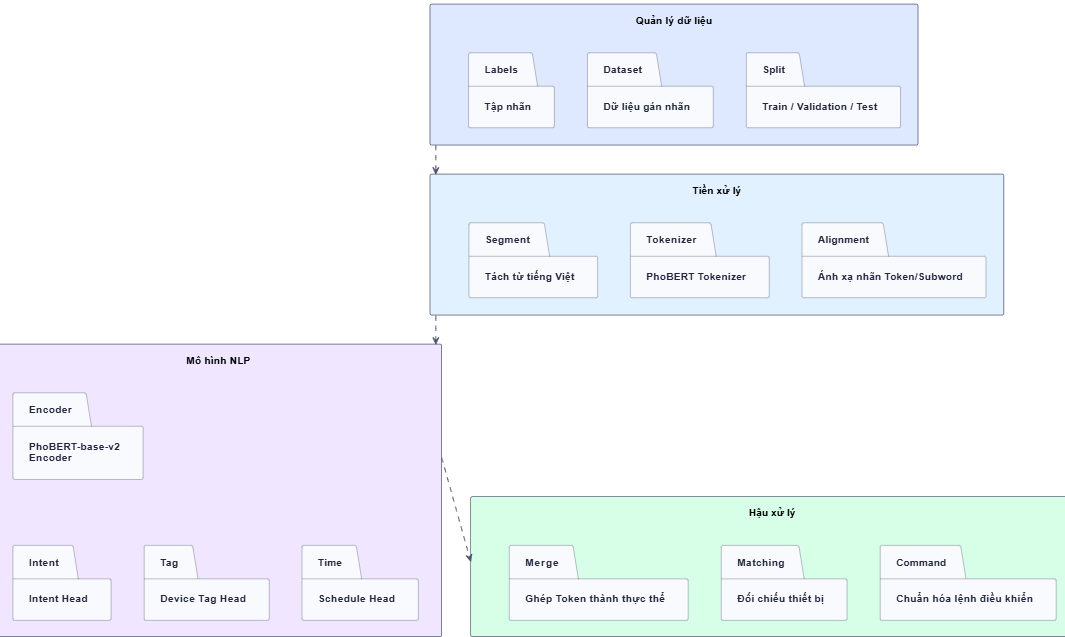 Quản lý dữ liệu
Labels
Tập nhãn
Dataset
Dữ liệu gán nhãn
Split
Train / Validation / Test
Tiền xử lý
Segment
Tách từ tiếng Việt
Tokenizer
PhoBERT Tokenizer
Alignment
Ánh xạ nhãn Token/Subword
Mô hình NLP
Encoder
PhoBERT-base-v2
Encoder
Intent
Intent Head
Tag
Device Tag Head
Time
Schedule Head
Hậu xử lý
Merge
Ghép Token thành thực thể
Matching
Đối chiếu thiết bị
Command
Chuẩn hóa lệnh điều khiển